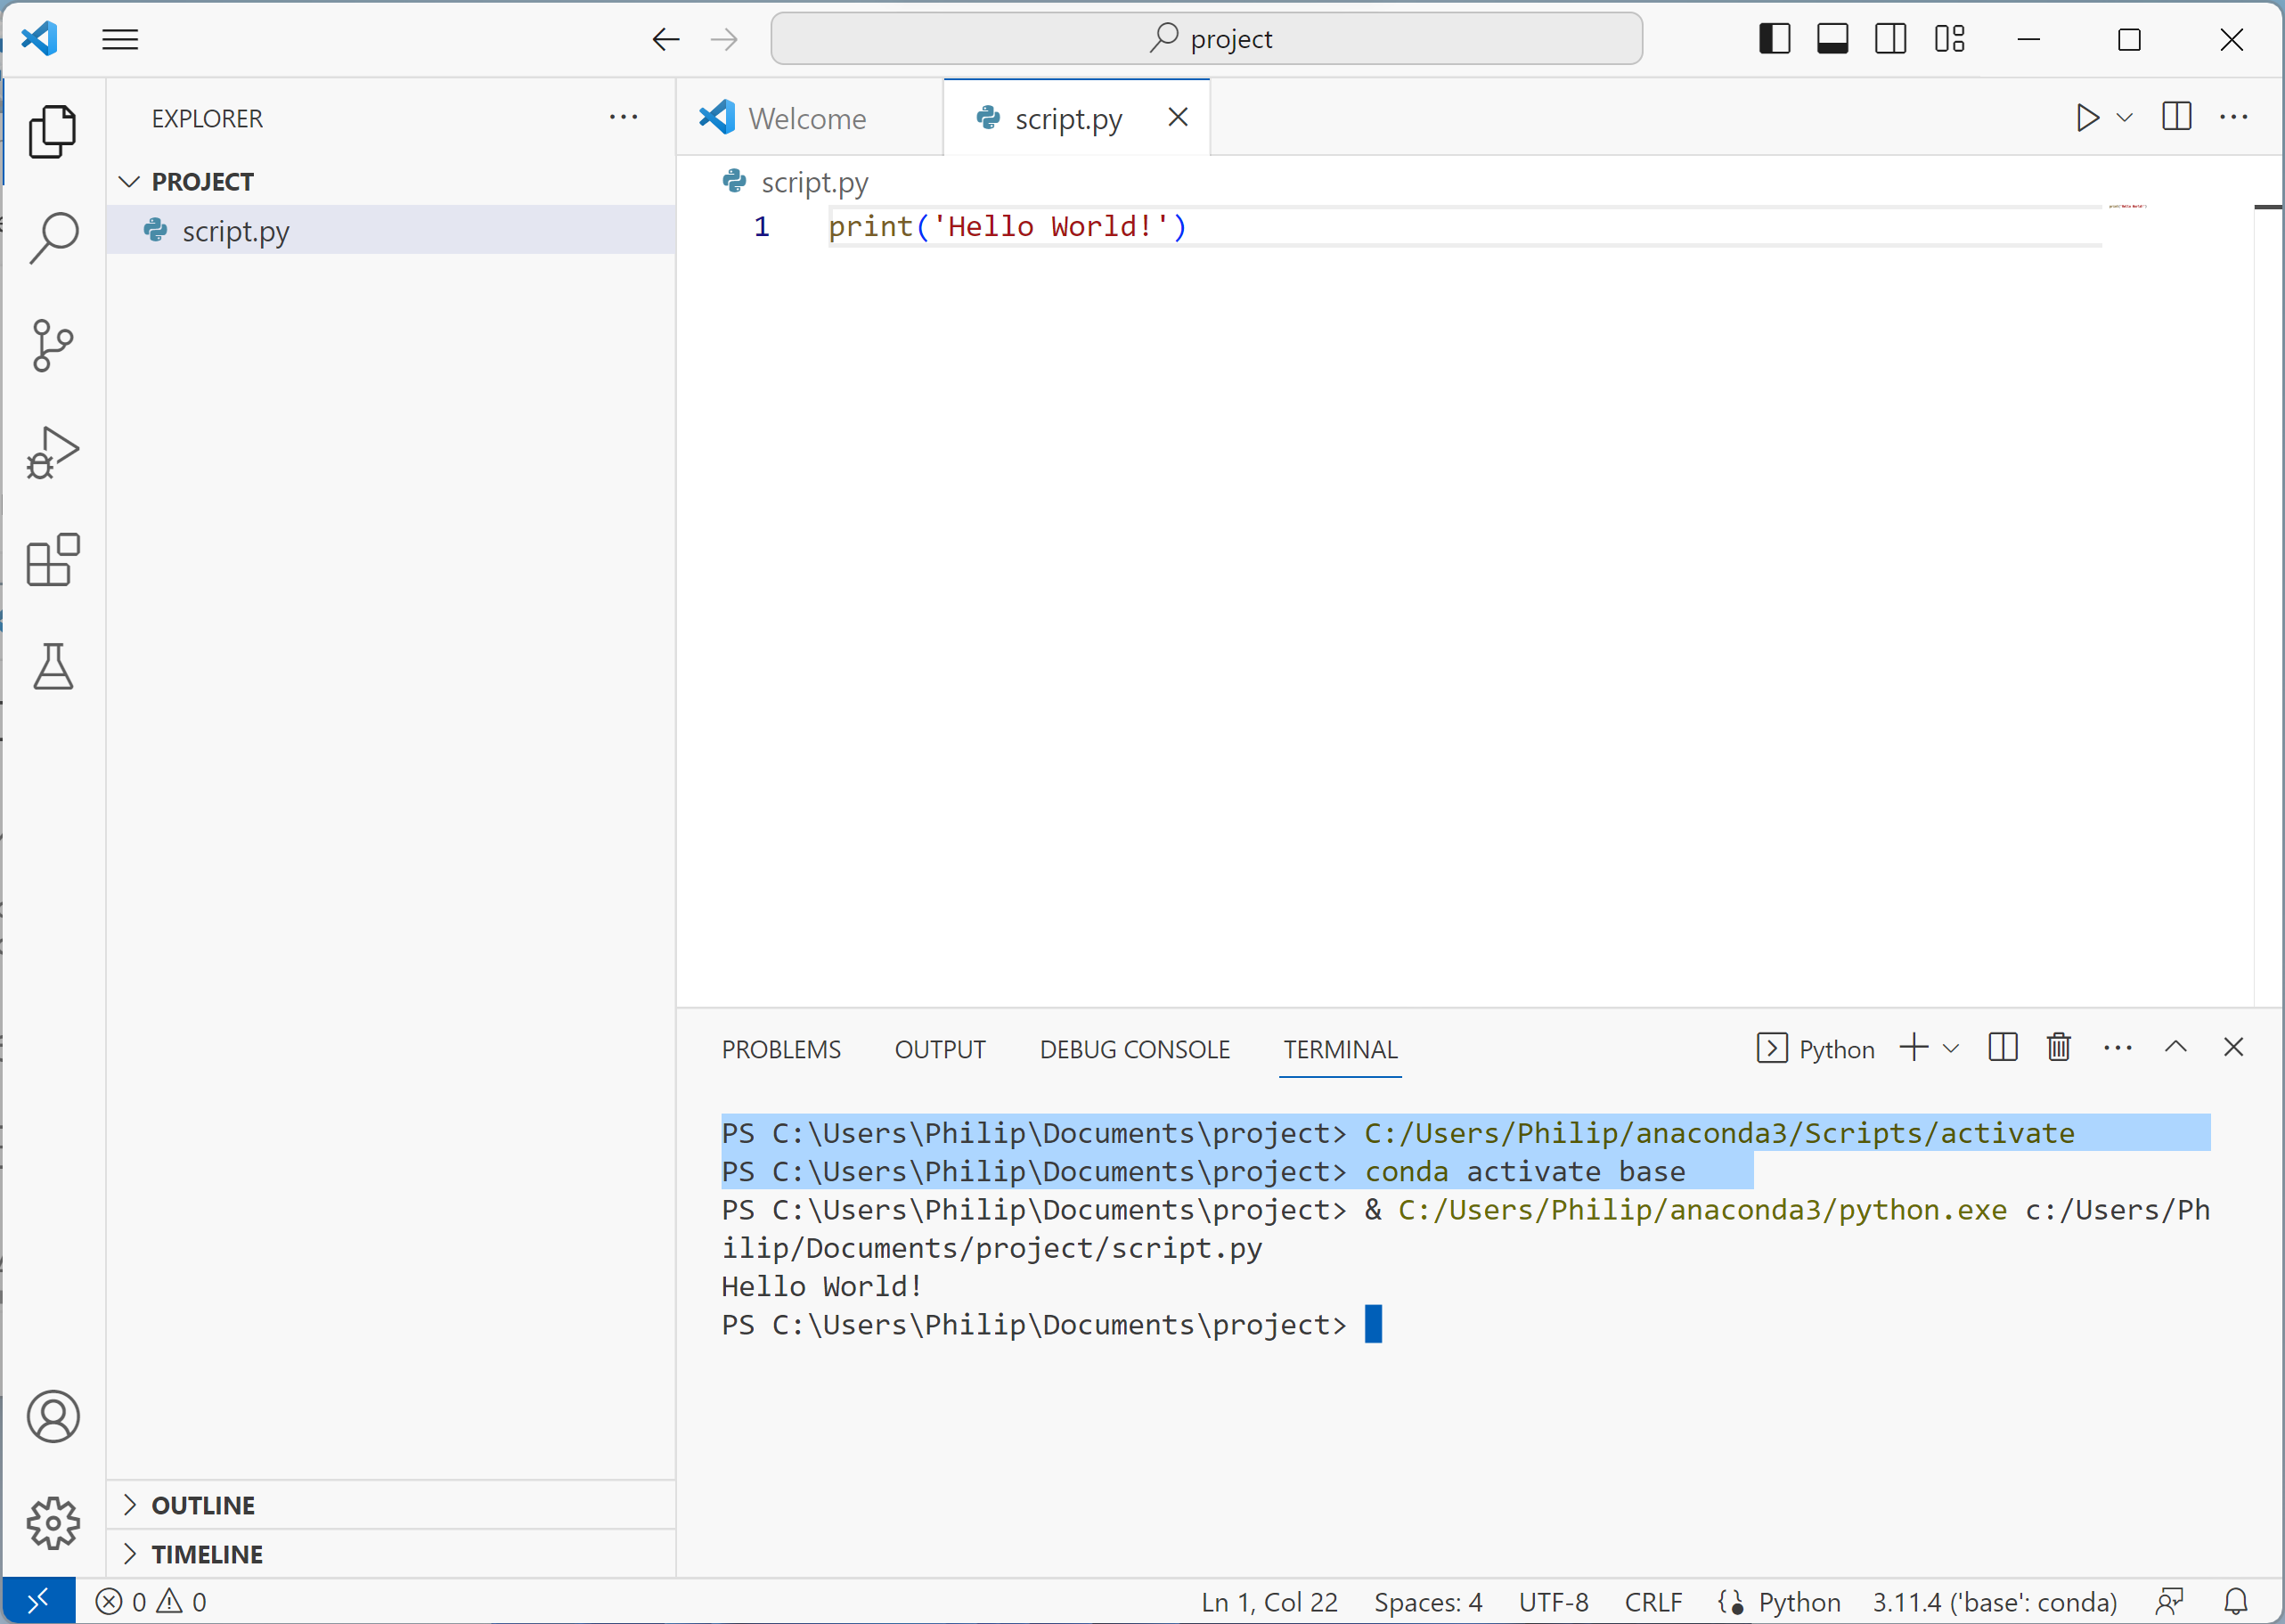 project
EXPLORER
PROJECT
script.py
OUTLINE
TIMELINE
Welcome
script.py
script.py
1 print('Hello World!')
PROBLEMS OUTPUT DEBUG CONSOLE TERMINAL Python
PS C:\Users\Philip\Documents\project> C:/Users/Philip/anaconda3/Scripts/activate
PS C:\Users\Philip\Documents\project> conda activate base
PS C:\Users\Philip\Documents\project> & C:/Users/Philip/anaconda3/python.exe c:/Users/Ph
ilip/Documents/project/script.py
Hello World!
PS C:\Users\Philip\Documents\project>
0 0 Ln 1, Col 22 Spaces: 4 UTF-8 CRLF Python 3.11.4 ('base': conda)